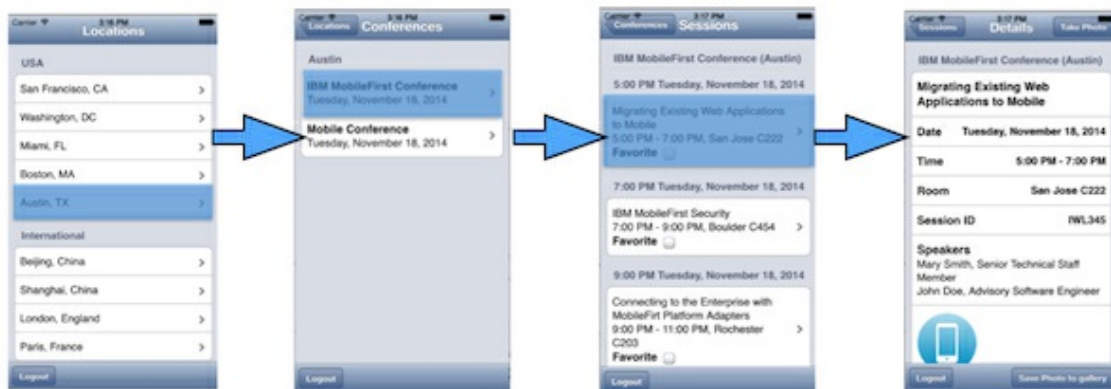 Carrier 3:16 PM
Locations
USA
San Francisco, CA
Washington, DC
Miami, FL
Boston, MA
Austin, TX
International
Beijing, China
Shanghai, China
London, England
Paris, France
Logout
Carrier 3:16 PM
Locations Conferences
Austin
IBM MobileFirst Conference
Tuesday, November 18, 2014
Mobile Conference
Tuesday, November 18, 2014
Logout
Carrier 3:17 PM
Conferences Sessions
IBM MobileFirst Conference (Austin)
5:00 PM Tuesday, November 18, 2014
Migrating Existing Web Applications
to Mobile
5:00 PM - 7:00 PM, San Jose C222
Favorite
7:00 PM Tuesday, November 18, 2014
IBM MobileFirst Security
7:00 PM - 9:00 PM, Boulder C454
Favorite
9:00 PM Tuesday, November 18, 2014
Connecting to the Enterprise with
MobileFirt Platform Adapters
9:00 PM - 11:00 PM, Rochester
C203
Favorite
Logout
Carrier 3:17 PM
Sessions Details Take Photo
IBM MobileFirst Conference (Austin)
Migrating Existing Web
Applications to Mobile
Date Tuesday, November 18, 2014
Time 5:00 PM - 7:00 PM
Room San Jose C222
Session ID IWL345
Speakers
Mary Smith, Senior Technical Staff
Member
John Doe, Advisory Software Engineer
Logout Save Photo to gallery